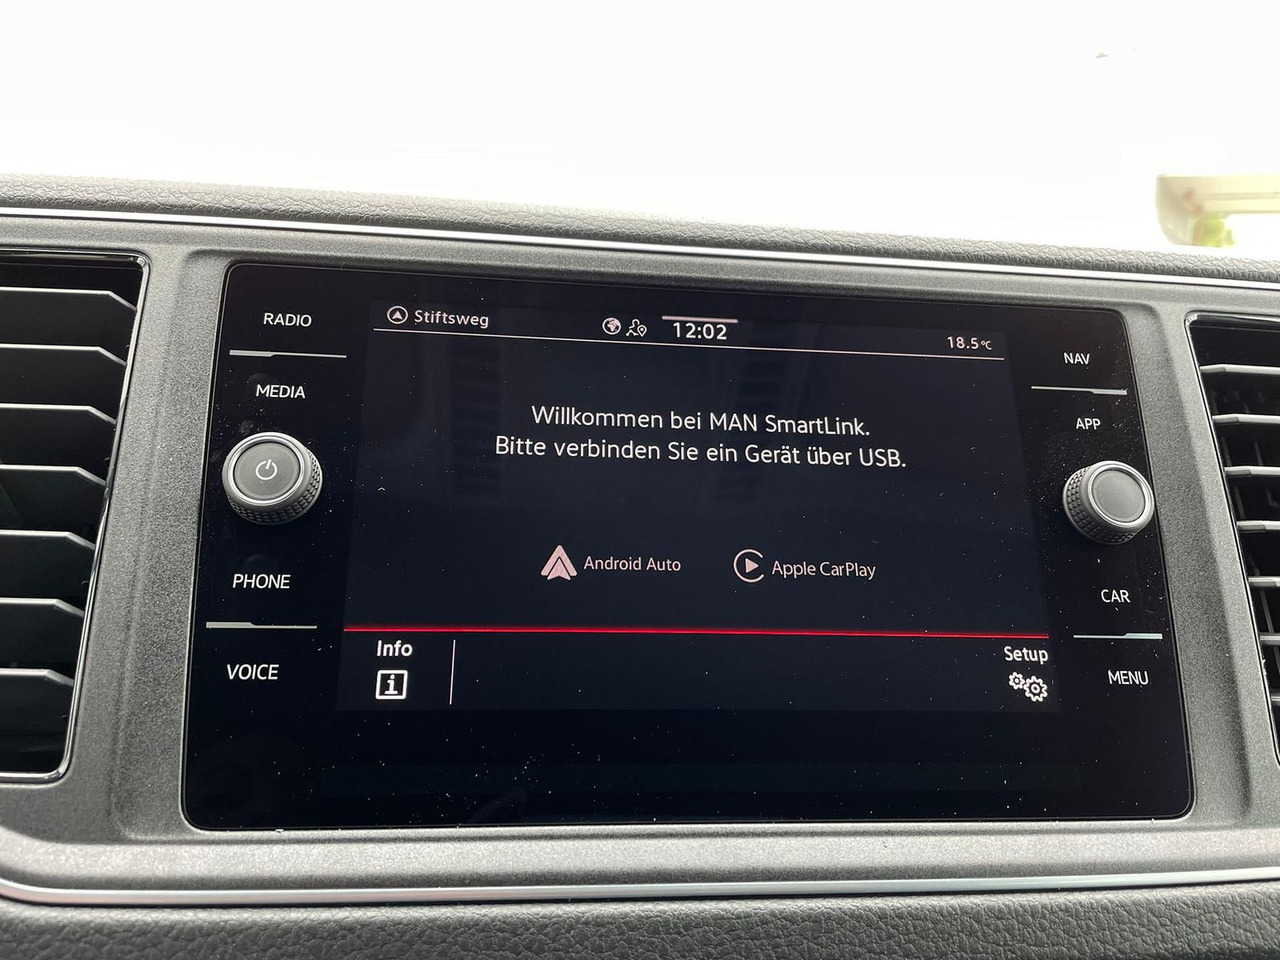 RADIO
MEDIA
PHONE
VOICE
Stiftsweg
12:02
18.5°C
Willkommen bei MAN SmartLink.
Bitte verbinden Sie ein Gerät über USB.
Android Auto
Apple CarPlay
Info
Setup
NAV
APP
CAR
MENU